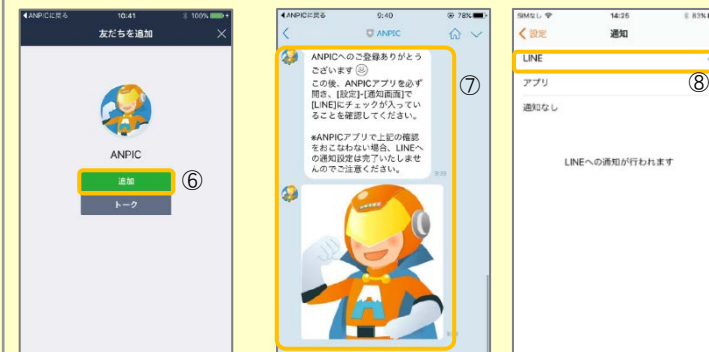 ◀ANPICに戻る 10:41 100%
友だちを追加 ×
ANPIC
追加
⑥
トーク
◀ANPICに戻る 9:40 78%
ANPIC
ANPICへのご登録ありがとう
ございます
この後、ANPICアプリを必ず
開き、[設定]-[通知画面]で
[LINE]にチェックが入ってい
ることを確認してください。
※ANPICアプリで上記の確認
をおこなわない場合、LINEへ
の通知設定は完了いたしませ
んのでご注意ください。
⑦
A
SIMなし 14:26 83%
設定 通知
LINE
⑧
アプリ
通知なし
LINEへの通知が行われます